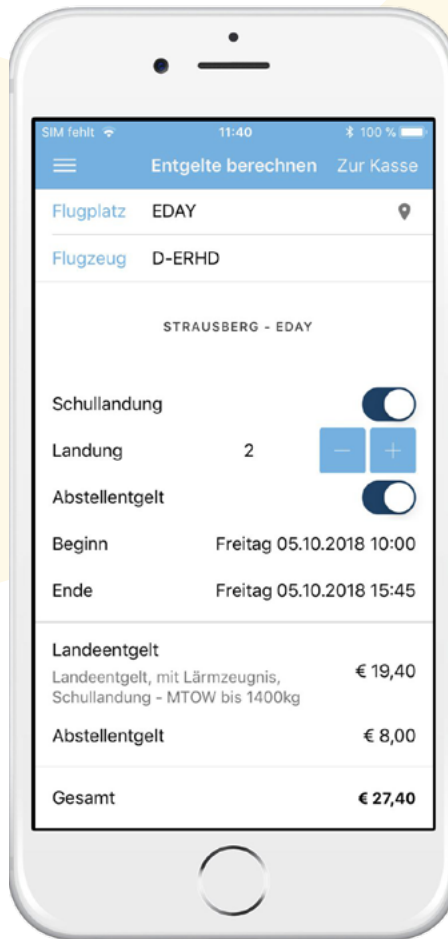 SIM fehlt 11:40 100 %
Entgelte berechnen Zur Kasse
Flugplatz EDAY
Flugzeug D-ERHD
STRAUSBERG - EDAY
Schullandung
Landung 2 − +
Abstellentgelt
Beginn Freitag 05.10.2018 10:00
Ende Freitag 05.10.2018 15:45
Landeentgelt
Landeentgelt, mit Lärmzeugnis, € 19,40
Schullandung - MTOW bis 1400kg
Abstellentgelt € 8,00
Gesamt € 27,40